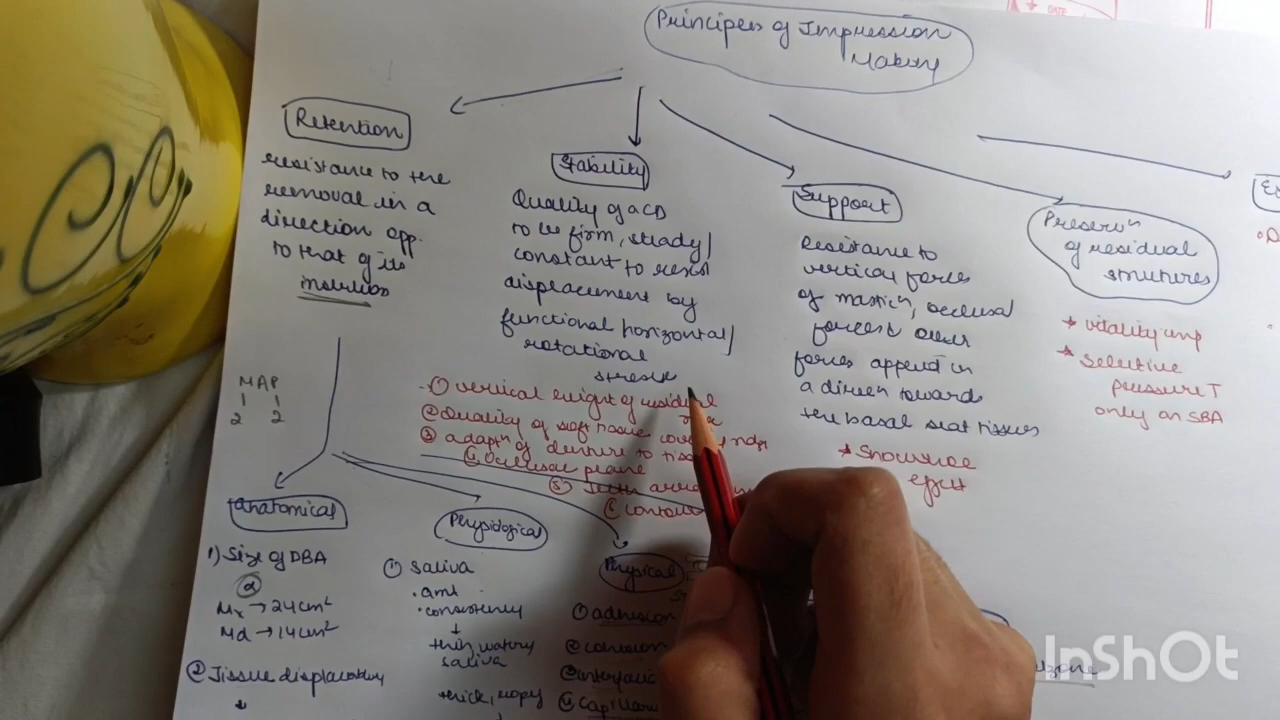 Principles of Impression
Making
Retention
resistance to the
removal in a
direction opp.
to that of its
insertion
MAP
2 2
Stability
Quality of a CD
to be firm, steady/
constant to resist
displacement by
functional horizontal/
rotational
stresses
① vertical height of residual
② Quality of soft tissue
③ adaptn of denture to
④ Occlusal plane
⑤ Teeth
⑥ contour
Support
Resistance to
vertical forces
of masticn, occlusal
forces & other
forces append in
a direcn towards
the basal seat tissues
* Snowshoe
effect
Preservn
of residual
structures
* vitality imp
* Selective
pressure T
only on SBA
Anatomical
1) Size of DBA
α
Mx → 24cm²
Md → 14cm²
② Tissue displacability
Physiological
① saliva
• amt
• consistency
thin, watery
saliva
thick, ropy
Physical
① adhesion
② cohesion
③ interfacial
④ Capillary
DATE
InShOt